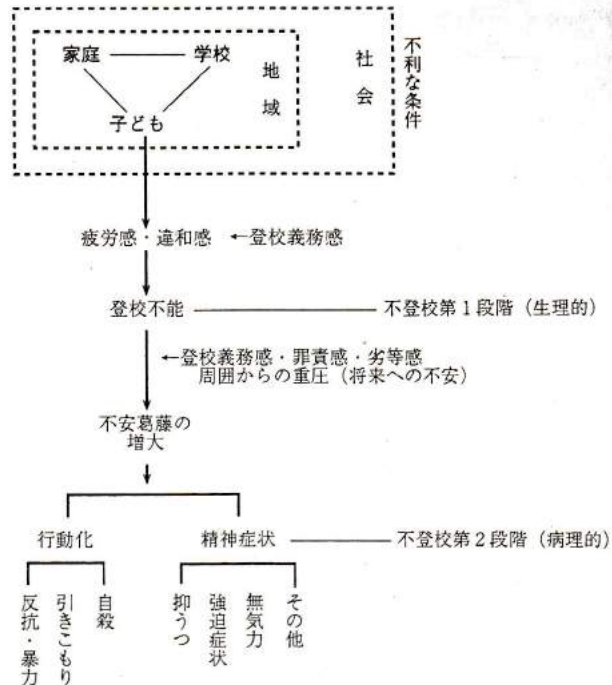 家庭
学校
子ども
地域
社会
不利な条件
疲労感・違和感 ←登校義務感
登校不能
不登校第1段階（生理的）
←登校義務感・罪責感・劣等感
周囲からの重圧（将来への不安）
不安葛藤の
増大
行動化
精神症状
不登校第2段階（病理的）
反抗・暴力
引きこもり
自殺
抑うつ
強迫症状
無気力
その他